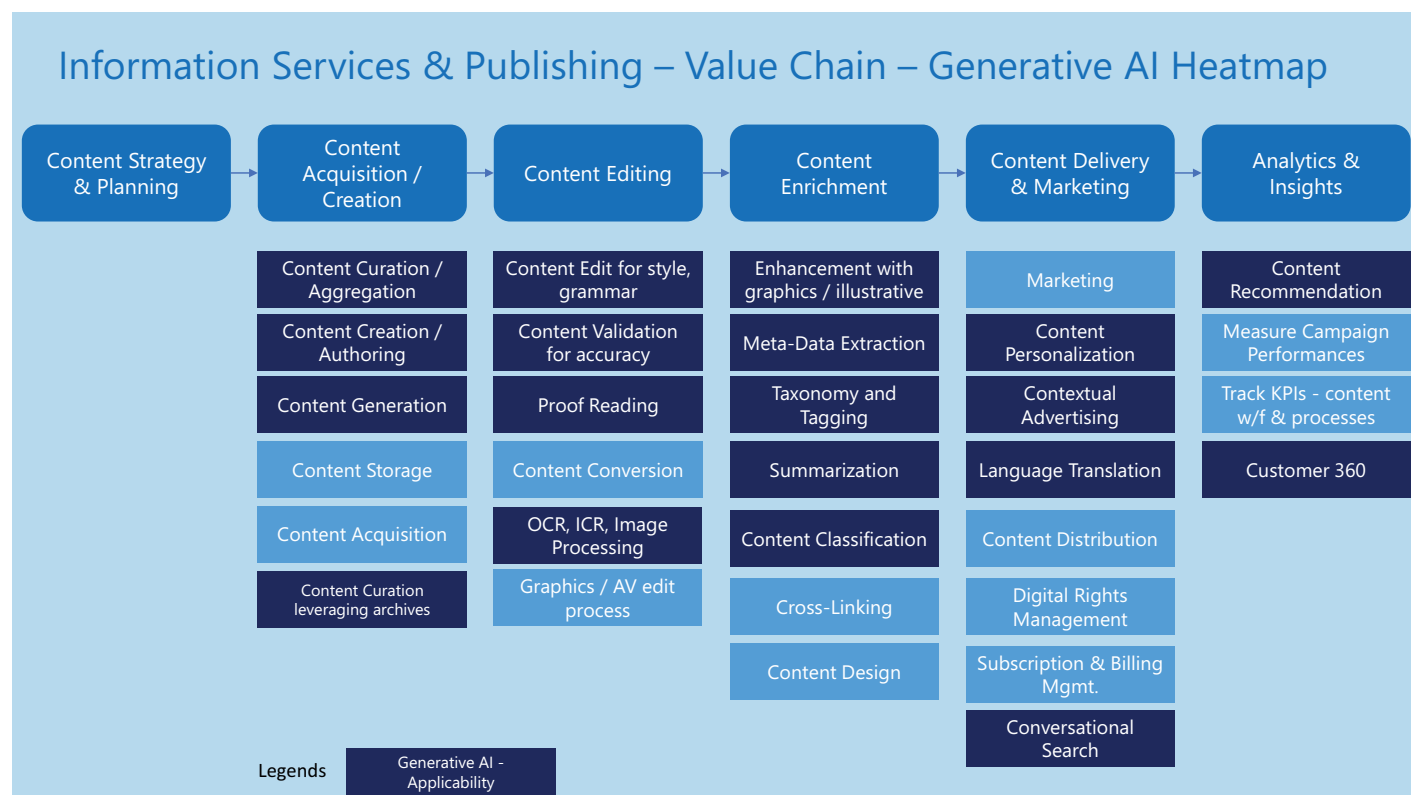 Information Services & Publishing – Value Chain – Generative AI Heatmap
Content Strategy
& Planning
Content
Acquisition /
Creation
Content Editing
Content
Enrichment
Content Delivery
& Marketing
Analytics &
Insights
Content Curation /
Aggregation
Content Creation /
Authoring
Content Generation
Content Storage
Content Acquisition
Content Curation
leveraging archives
Content Edit for style,
grammar
Content Validation
for accuracy
Proof Reading
Content Conversion
OCR, ICR, Image
Processing
Graphics / AV edit
process
Enhancement with
graphics / illustrative
Meta-Data Extraction
Taxonomy and
Tagging
Summarization
Content Classification
Cross-Linking
Content Design
Marketing
Content
Personalization
Contextual
Advertising
Language Translation
Content Distribution
Digital Rights
Management
Subscription & Billing
Mgmt.
Conversational
Search
Content
Recommendation
Measure Campaign
Performances
Track KPIs - content
w/f & processes
Customer 360
Legends
Generative AI -
Applicability